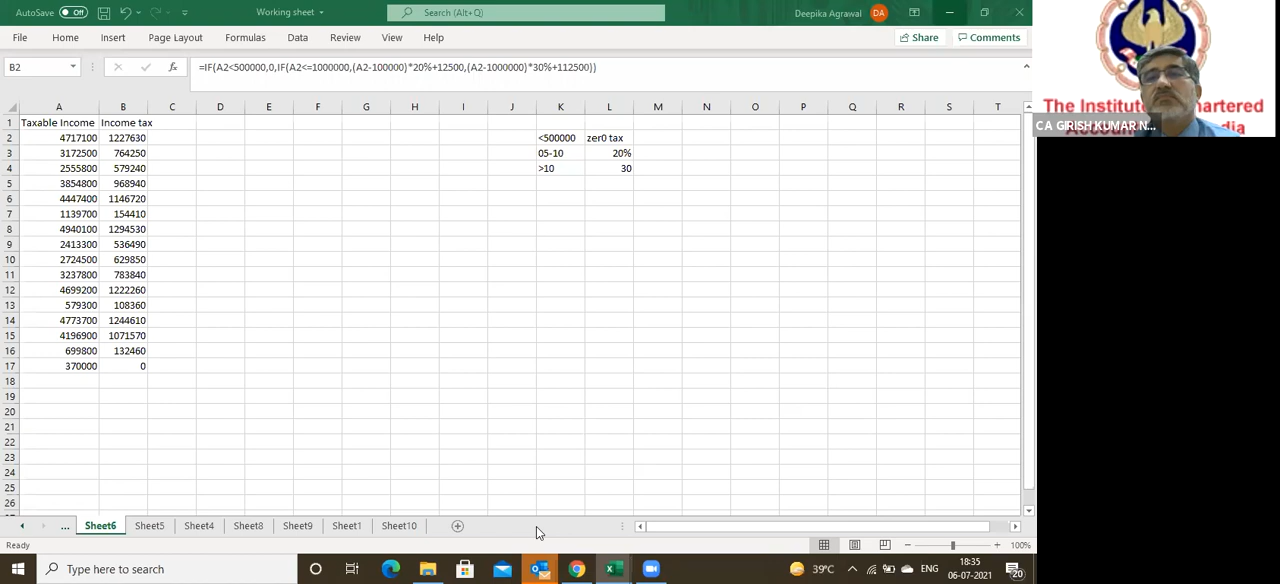 AutoSave Off Working sheet Search (Alt+Q) Deepika Agrawal DA
File Home Insert Page Layout Formulas Data Review View Help Share Comments
B2 fx =IF(A2<500000,0,IF(A2<=1000000,(A2-100000)*20%+12500,(A2-1000000)*30%+112500))
A B C D E F G H I J K L M N O P Q R S T
1 Taxable Income Income tax
2 4717100 1227630 <500000 zer0 tax
3 3172500 764250 05-10 20%
4 2555800 579240 >10 30
5 3854800 968940
6 4447400 1146720
7 1139700 154410
8 4940100 1294530
9 2413300 536490
10 2724500 629850
11 3237800 783840
12 4699200 1222260
13 579300 108360
14 4773700 1244610
15 4196900 1071570
16 699800 132460
17 370000 0
18
19
20
21
22
23
24
25
26
... Sheet6 Sheet5 Sheet4 Sheet8 Sheet9 Sheet1 Sheet10
Ready 100%
Type here to search 39°C ENG 18:35
06-07-2021 20
The Institute
CA GIRISH KUMAR N...